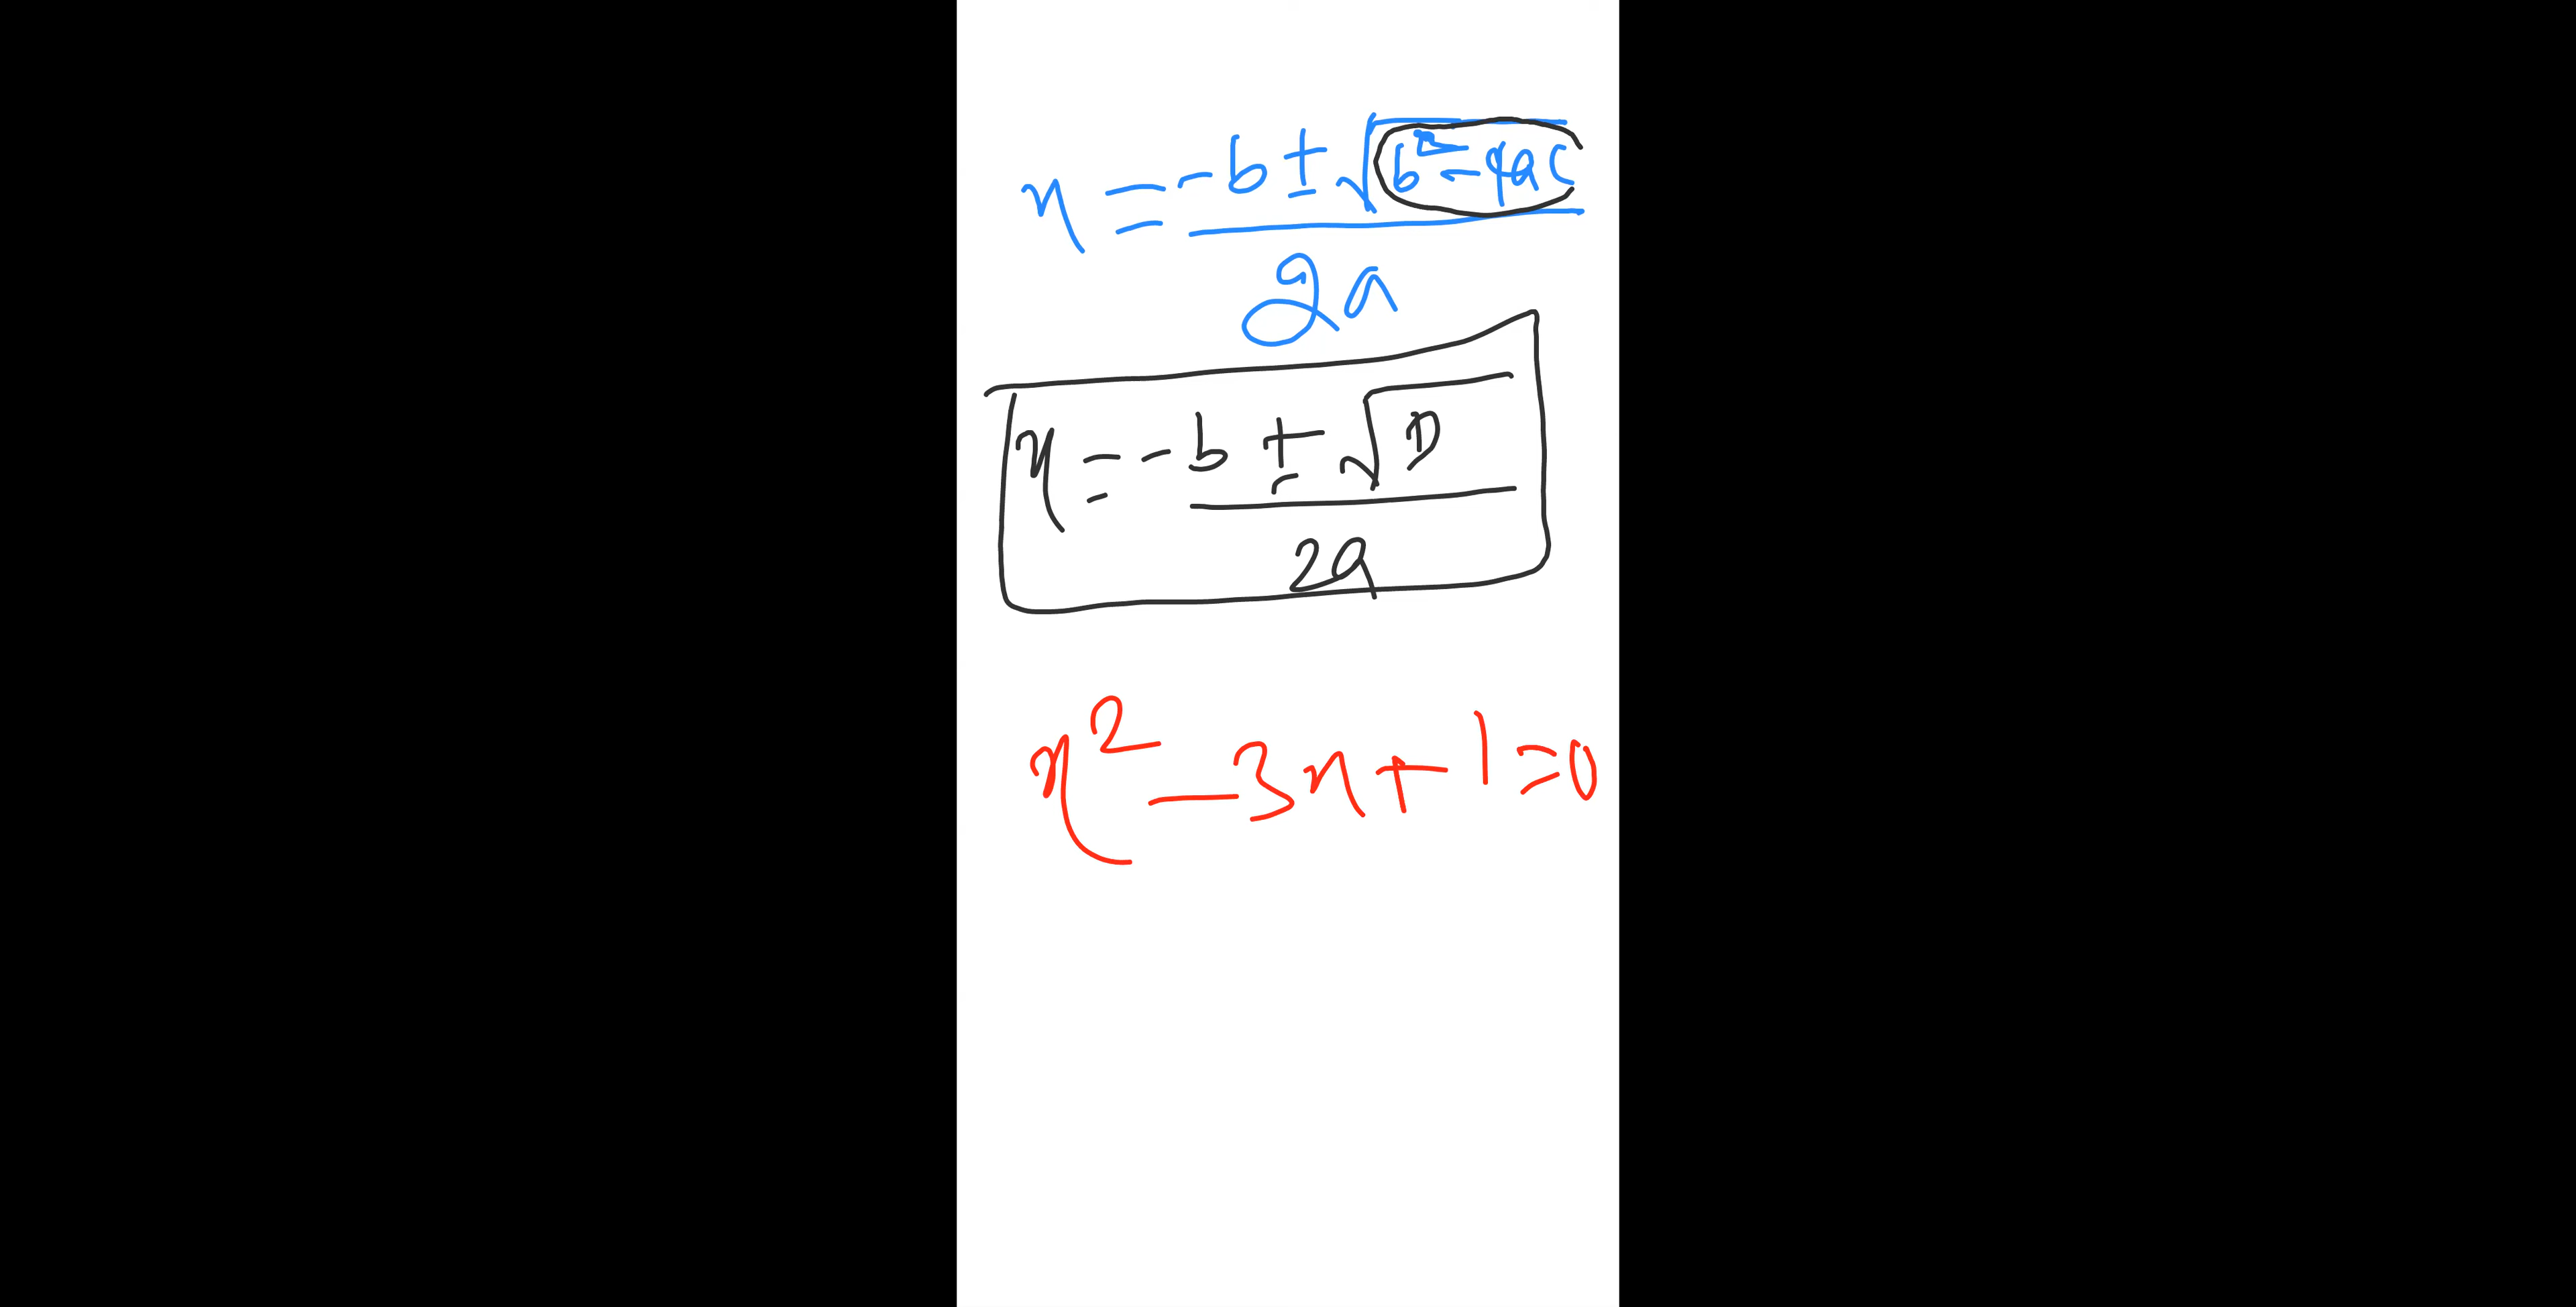 x = -b ± √b² - 4ac
2a
x = -b ± √D
2a
x² - 3x + 1 = 0